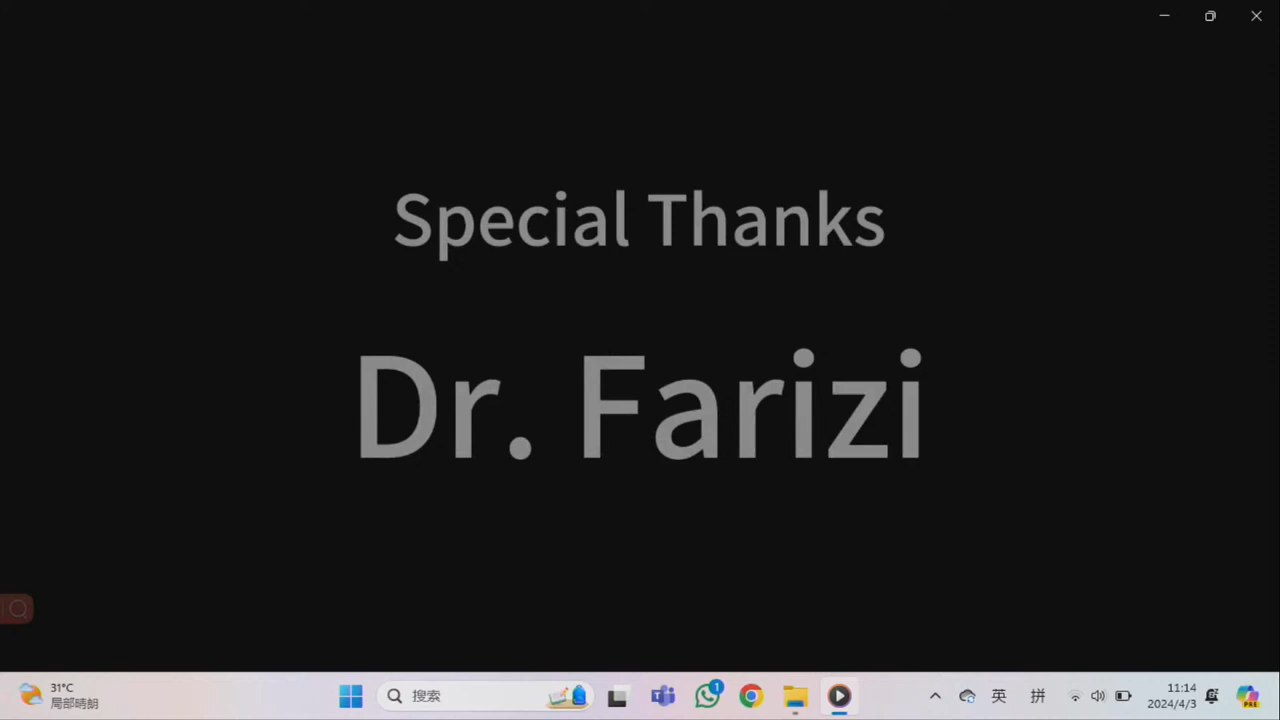 Special Thanks
Dr. Farizi
31°C
局部晴朗
搜索
1
英
拼
11:14
2024/4/3
PRE